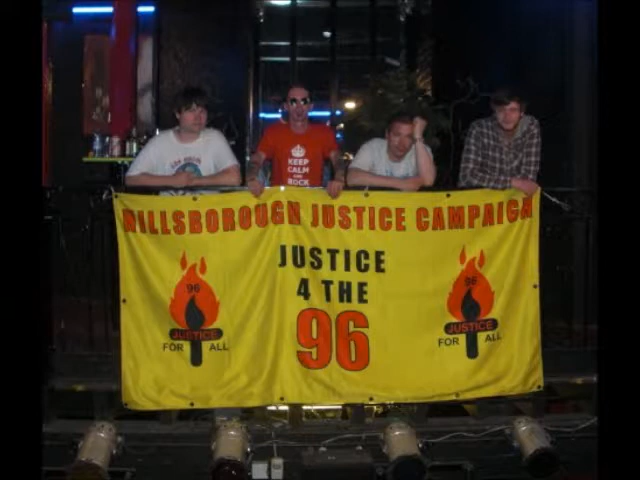 KEEP
CALM
AND
ROCK
HILLSBOROUGH JUSTICE CAMPAIGN
JUSTICE
4 THE
96
96
JUSTICE
FOR ALL
96
JUSTICE
FOR ALL